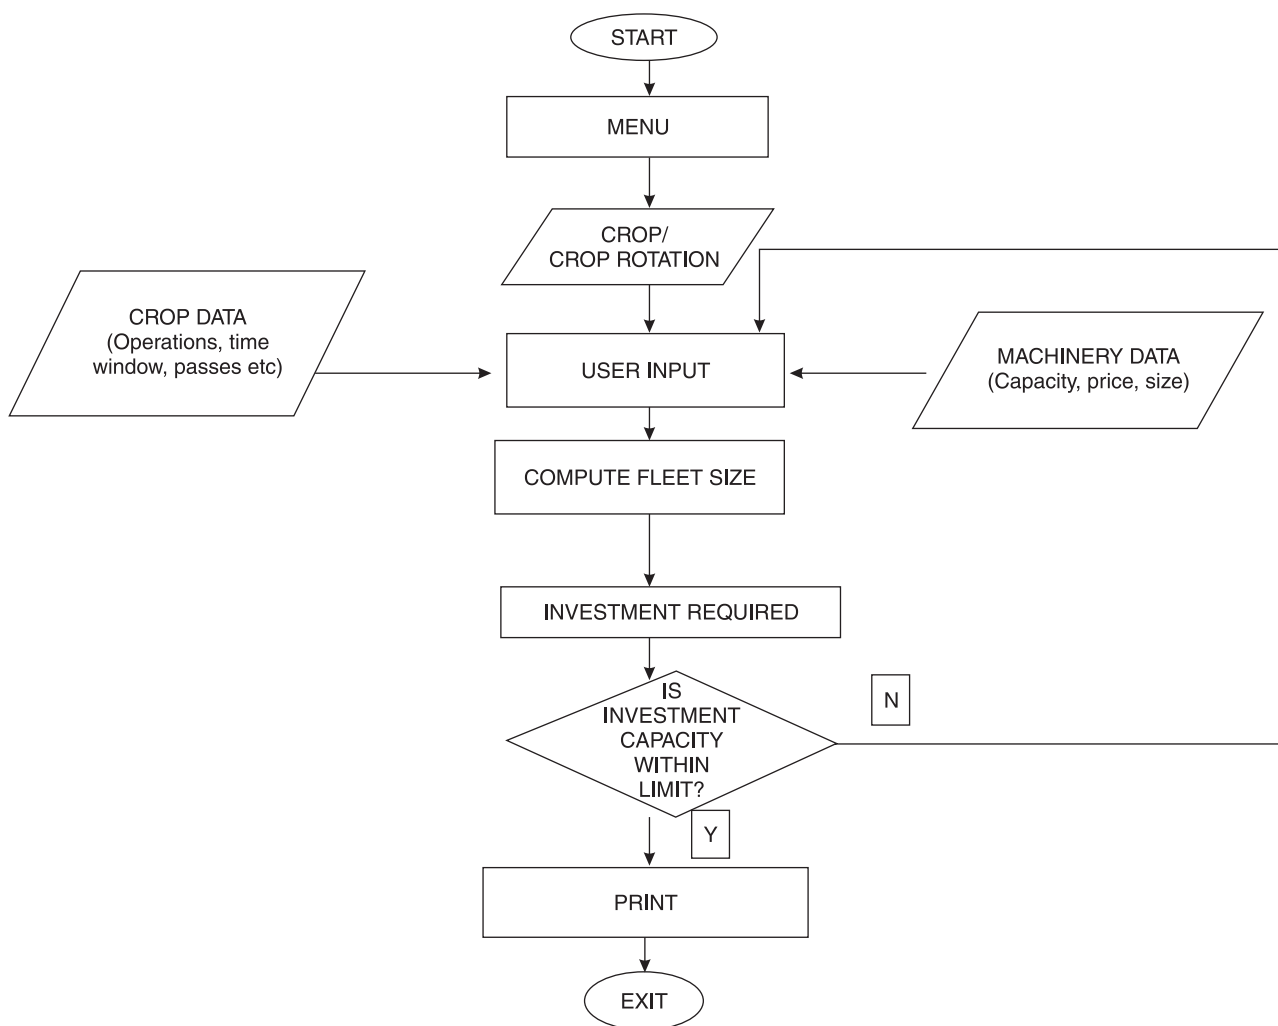 START
MENU
CROP/
CROP ROTATION
CROP DATA
(Operations, time
window, passes etc)
USER INPUT
MACHINERY DATA
(Capacity, price, size)
COMPUTE FLEET SIZE
INVESTMENT REQUIRED
IS
INVESTMENT
CAPACITY
WITHIN
LIMIT?
N
Y
PRINT
EXIT